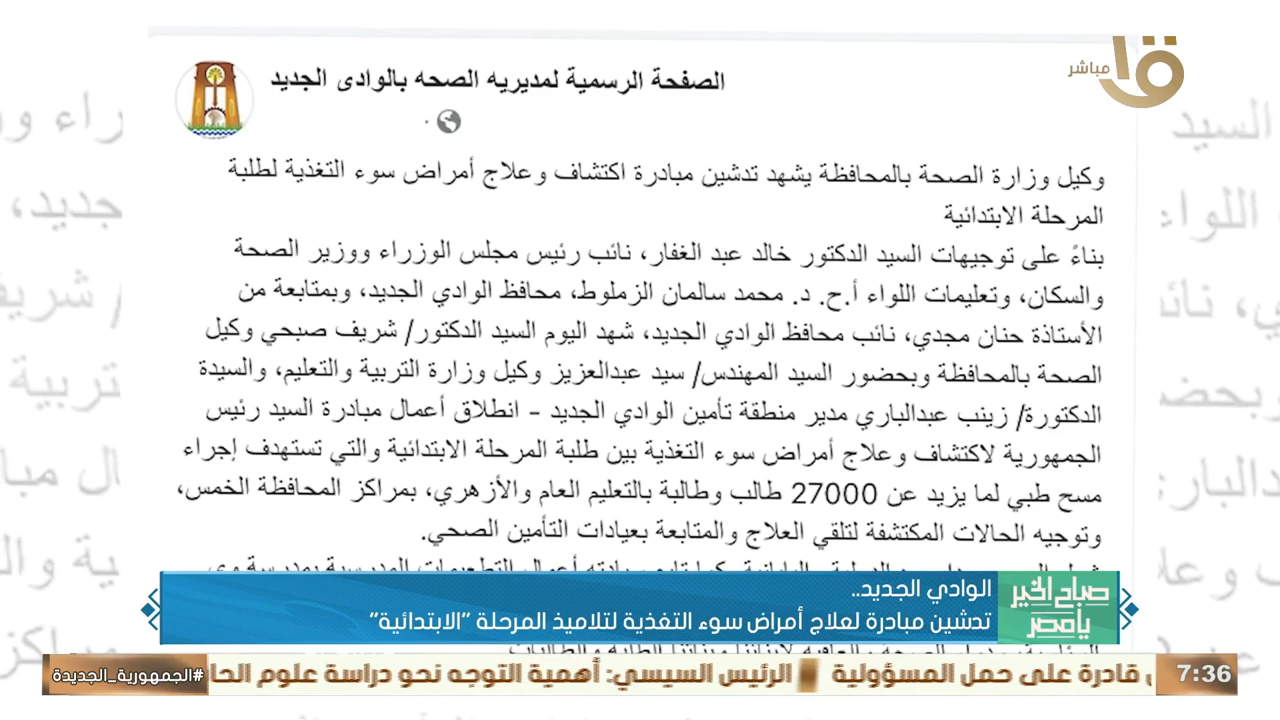 الصفحة الرسمية لمديريه الصحه بالوادى الجديد
مباشر
وكيل وزارة الصحة بالمحافظة يشهد تدشين مبادرة اكتشاف وعلاج أمراض سوء التغذية لطلبة
المرحلة الابتدائية
بناءً على توجيهات السيد الدكتور خالد عبد الغفار، نائب رئيس مجلس الوزراء ووزير الصحة
والسكان، وتعليمات اللواء أ.ح. د. محمد سالمان الزملوط، محافظ الوادي الجديد، وبمتابعة من
الأستاذة حنان مجدي، نائب محافظ الوادي الجديد، شهد اليوم السيد الدكتور/ شريف صبحي وكيل
الصحة بالمحافظة وبحضور السيد المهندس/ سيد عبدالعزيز وكيل وزارة التربية والتعليم، والسيدة
الدكتورة/ زينب عبدالباري مدير منطقة تأمين الوادي الجديد - انطلاق أعمال مبادرة السيد رئيس
الجمهورية لاكتشاف وعلاج أمراض سوء التغذية بين طلبة المرحلة الابتدائية والتي تستهدف إجراء
مسح طبي لما يزيد عن 27000 طالب وطالبة بالتعليم العام والأزهري، بمراكز المحافظة الخمس،
وتوجيه الحالات المكتشفة لتلقي العلاج والمتابعة بعيادات التأمين الصحي.
صباح الخير
يا مصر
الوادي الجديد..
تدشين مبادرة لعلاج أمراض سوء التغذية لتلاميذ المرحلة "الابتدائية"
7:36
قادرة على حمل المسؤولية
الرئيس السيسي: أهمية التوجه نحو دراسة علوم الحا
#الجمهورية_الجديدة